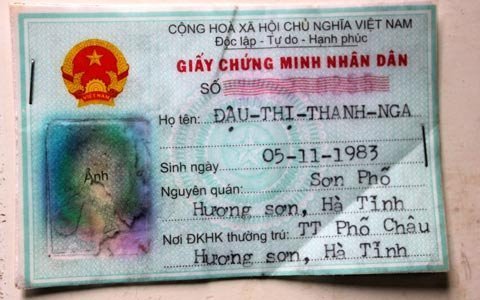 CỘNG HOÀ XÃ HỘI CHỦ NGHĨA VIỆT NAM
Độc lập - Tự do - Hạnh phúc
GIẤY CHỨNG MINH NHÂN DÂN
SỐ
Họ tên: ĐẬU-THỊ-THANH-NGA
Sinh ngày 05-11-1983
Nguyên quán: Sơn Phố
Hương sơn, Hà Tĩnh
Nơi ĐKHK thường trú: TT Phố Châu
Hương sơn, Hà Tĩnh
VIỆT NAM
Ảnh